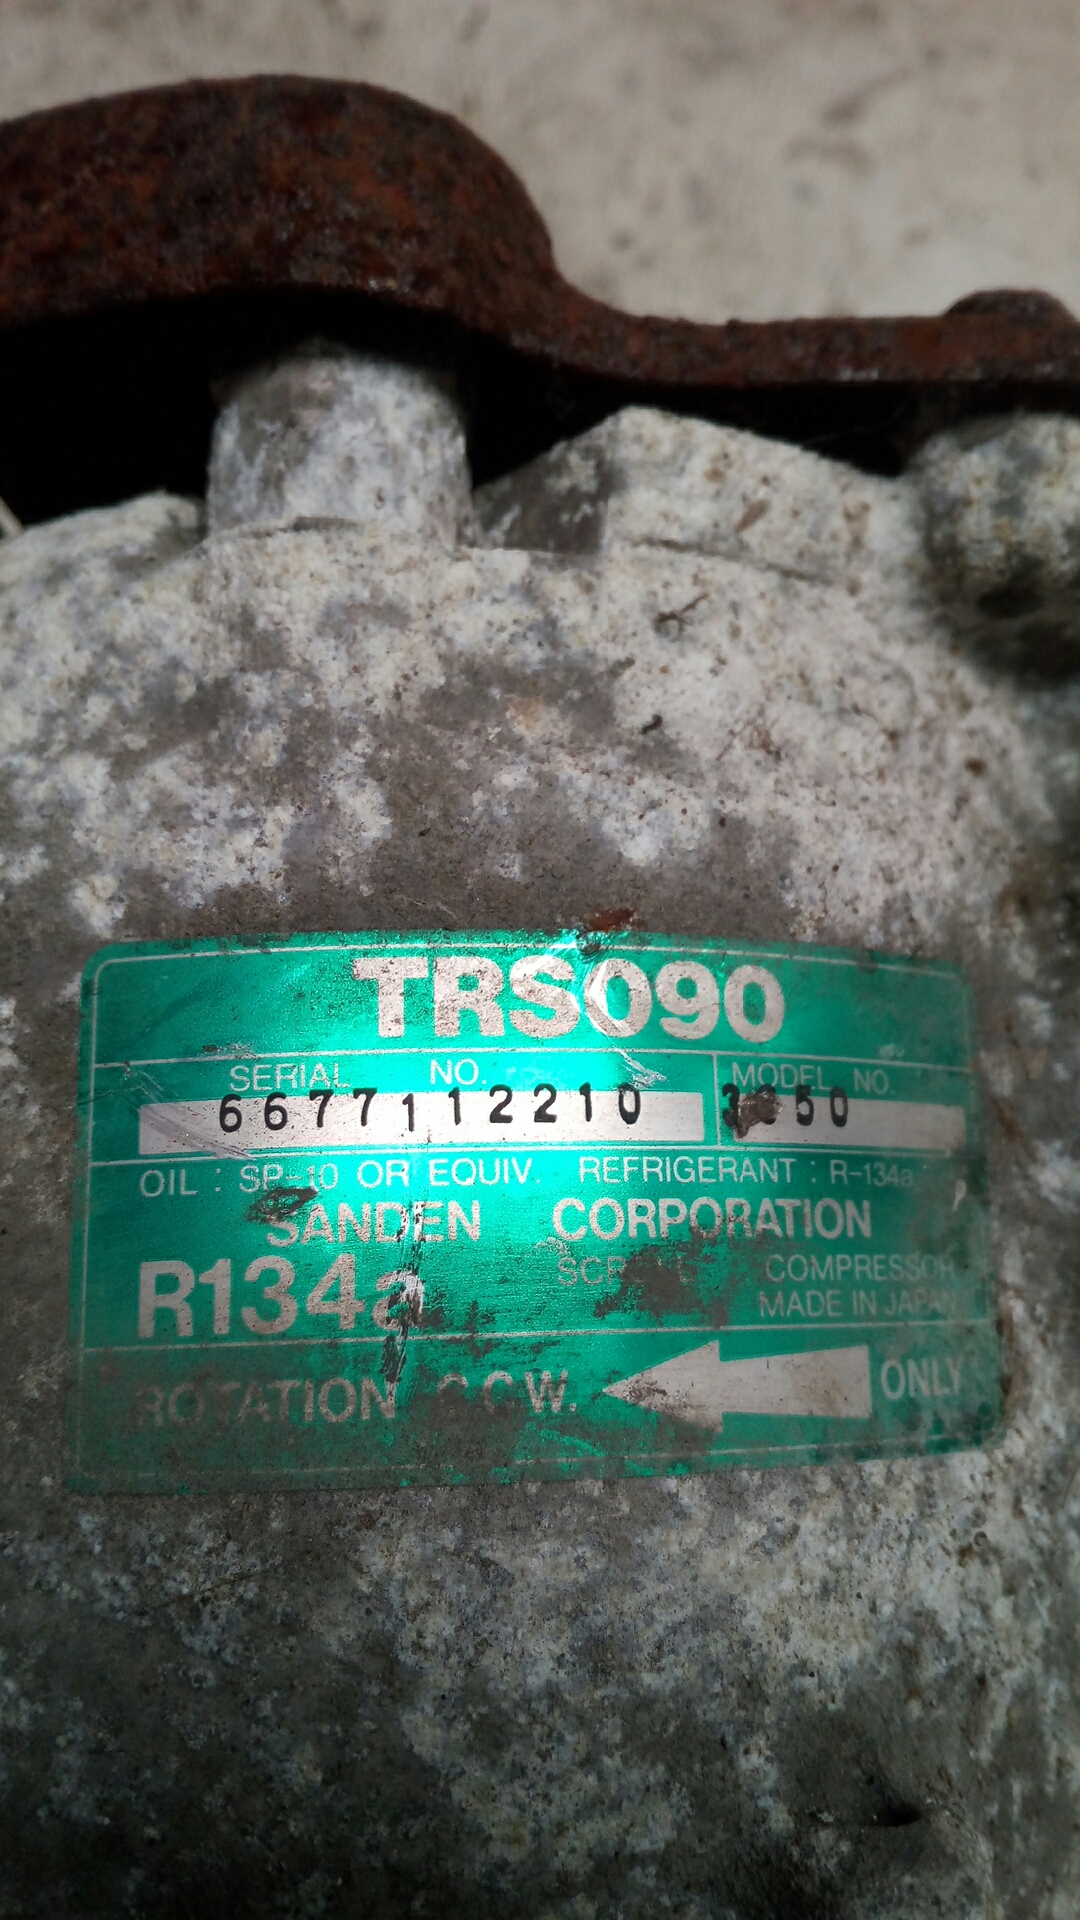 TRS090
SERIAL NO. MODEL NO.
6677112210
OIL : SP-10 OR EQUIV. REFRIGERANT : R-134a
SANDEN CORPORATION
R134a COMPRESSOR
MADE IN JAPAN
ROTATION C.C.W. ONLY